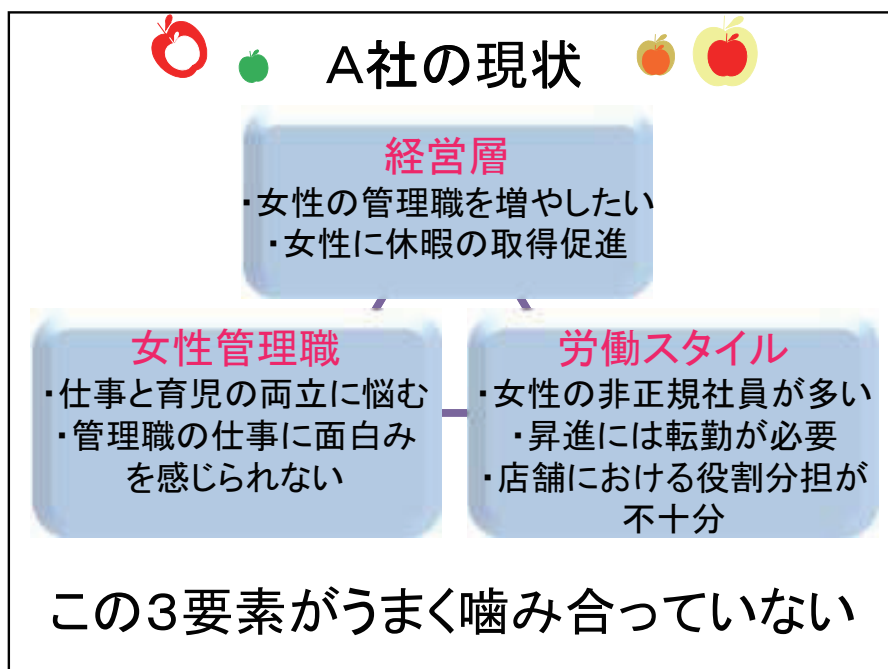 A社の現状
経営層
・女性の管理職を増やしたい
・女性に休暇の取得促進
女性管理職
・仕事と育児の両立に悩む
・管理職の仕事に面白み
を感じられない
労働スタイル
・女性の非正規社員が多い
・昇進には転勤が必要
・店舗における役割分担が
不十分
この3要素がうまく噛み合っていない